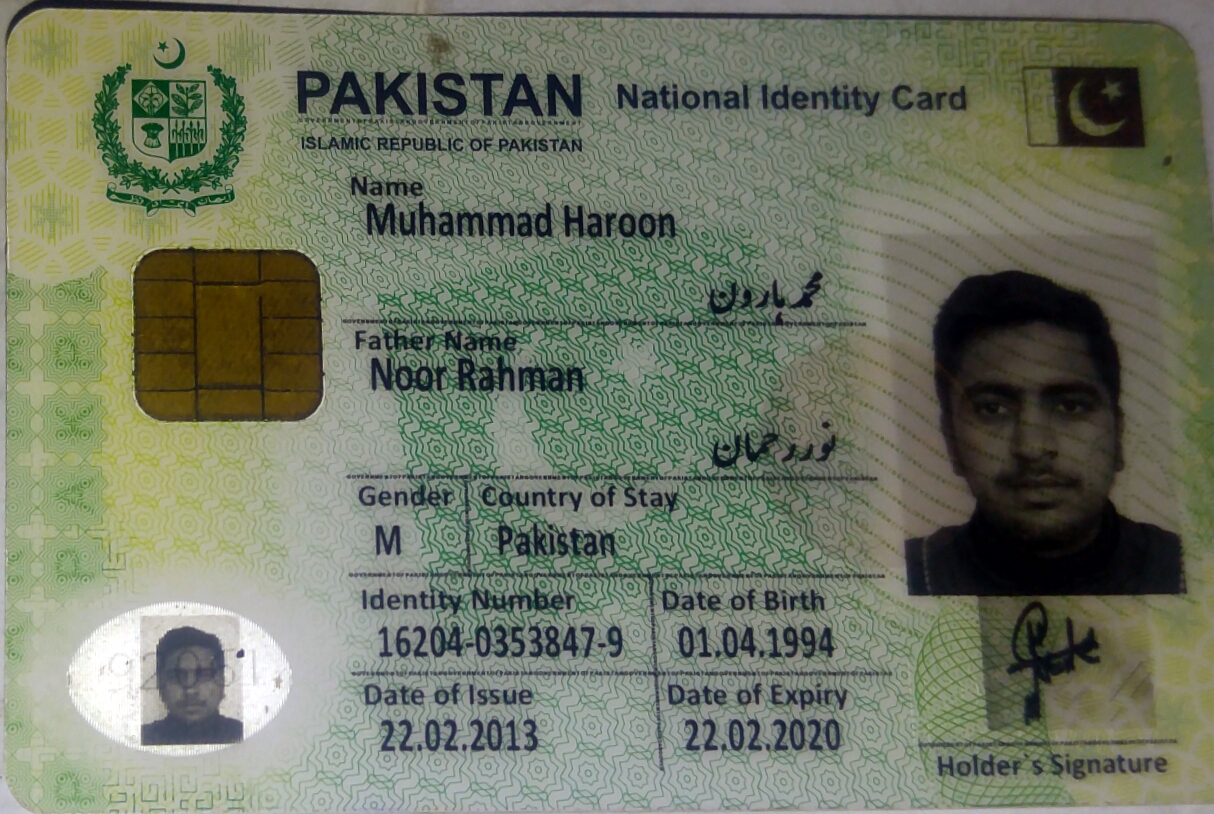 PAKISTAN National Identity Card
ISLAMIC REPUBLIC OF PAKISTAN
Name
Muhammad Haroon
محمد ہارون
Father Name
Noor Rahman
نور رحمان
Gender Country of Stay
M Pakistan
Identity Number Date of Birth
16204-0353847-9 01.04.1994
Date of Issue Date of Expiry
22.02.2013 22.02.2020
Holder's Signature